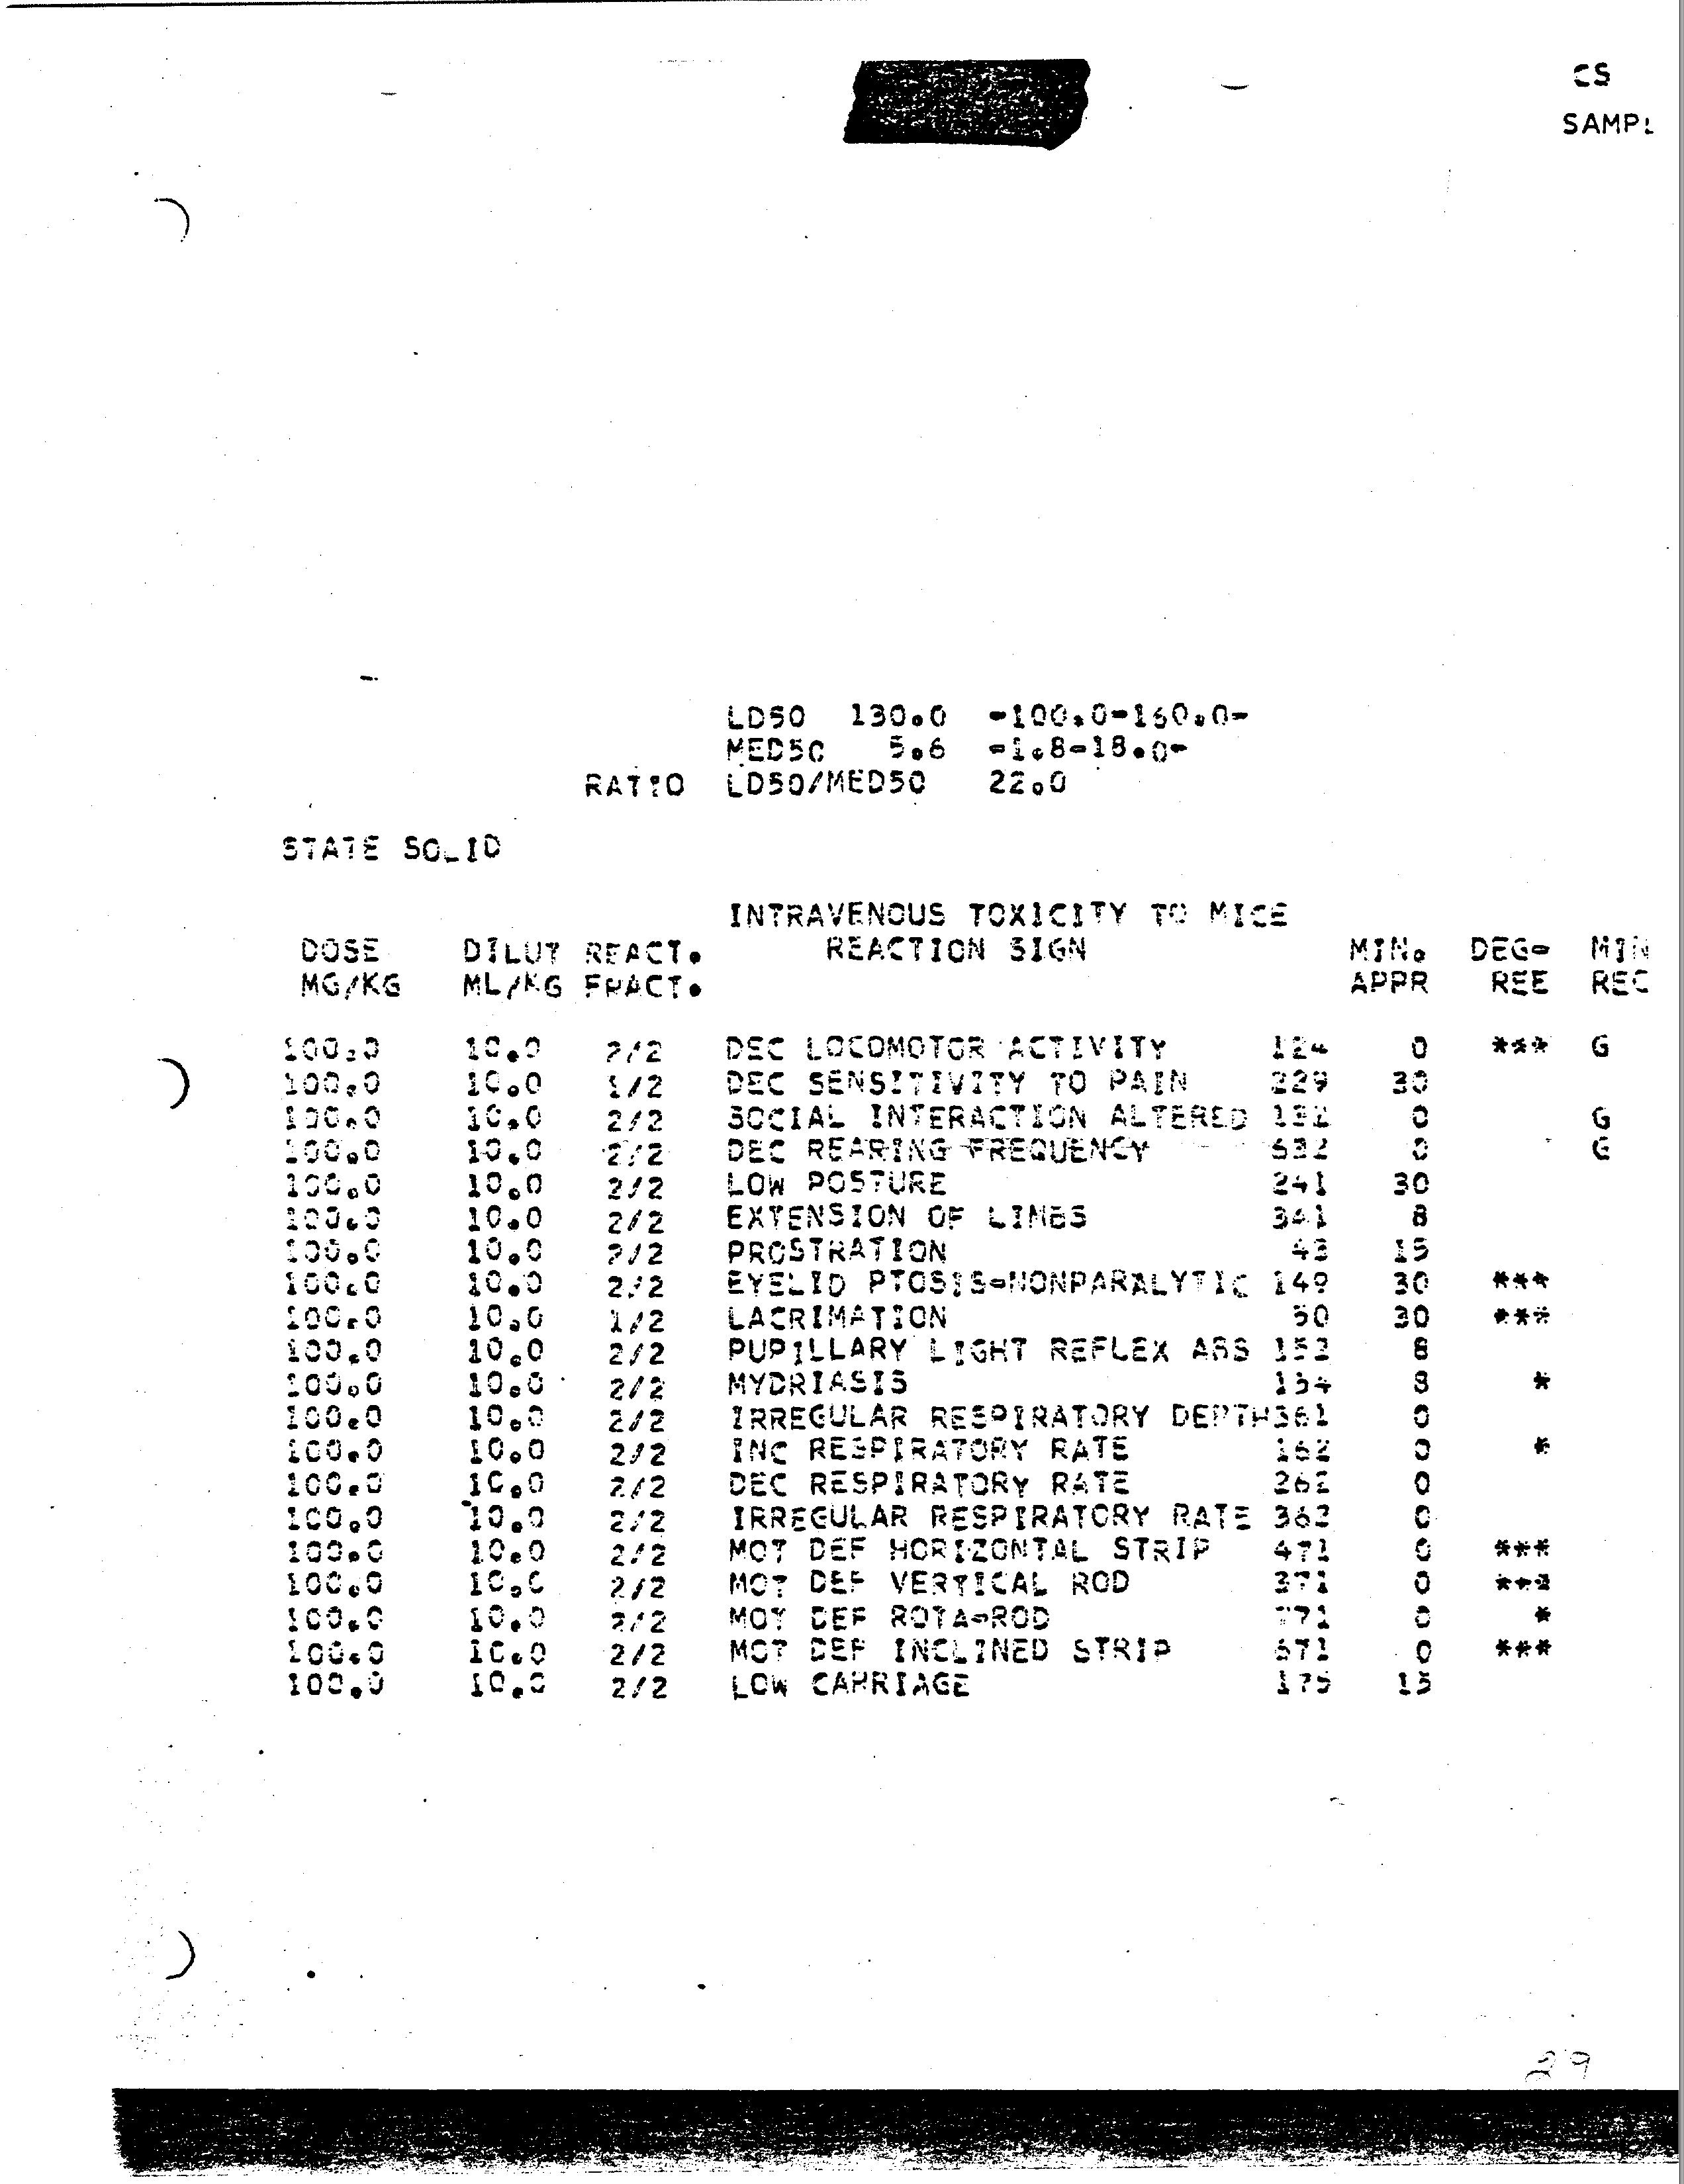 CS
SAMPL
LD50 130.0 -100.0-160.0-
MED50 5.6 -1.8-18.0-
RATIO LD50/MED50 22.0
STATE SOLID
INTRAVENOUS TOXICITY TO MICE
DOSE DILUT REACT. REACTION SIGN MIN. DEG- MIN
MG/KG ML/KG FRACT. APPR REE REC
100.0 10.0 2/2 DEC LOCOMOTOR ACTIVITY 124 0 *** G
100.0 10.0 1/2 DEC SENSITIVITY TO PAIN 229 30
100.0 10.0 2/2 SOCIAL INTERACTION ALTERED 132 0 G
100.0 10.0 2/2 DEC REARING FREQUENCY 632 0 G
100.0 10.0 2/2 LOW POSTURE 241 30
100.0 10.0 2/2 EXTENSION OF LIMBS 341 8
100.0 10.0 2/2 PROSTRATION 43 15
100.0 10.0 2/2 EYELID PTOSIS-NONPARALYTIC 149 30 ***
100.0 10.0 1/2 LACRIMATION 50 30 ***
100.0 10.0 2/2 PUPILLARY LIGHT REFLEX ABS 153 8
100.0 10.0 2/2 MYDRIASIS 154 8 *
100.0 10.0 2/2 IRREGULAR RESPIRATORY DEPTH361 0
100.0 10.0 2/2 INC RESPIRATORY RATE 162 0 *
100.0 10.0 2/2 DEC RESPIRATORY RATE 262 0
100.0 10.0 2/2 IRREGULAR RESPIRATORY RATE 362 0
100.0 10.0 2/2 MOT DEF HORIZONTAL STRIP 471 0 ***
100.0 10.0 2/2 MOT DEF VERTICAL ROD 371 0 ***
100.0 10.0 2/2 MOT DEF ROTA-ROD 771 0 *
100.0 10.0 2/2 MOT DEF INCLINED STRIP 671 0 ***
100.0 10.0 2/2 LOW CARRIAGE 175 15
29